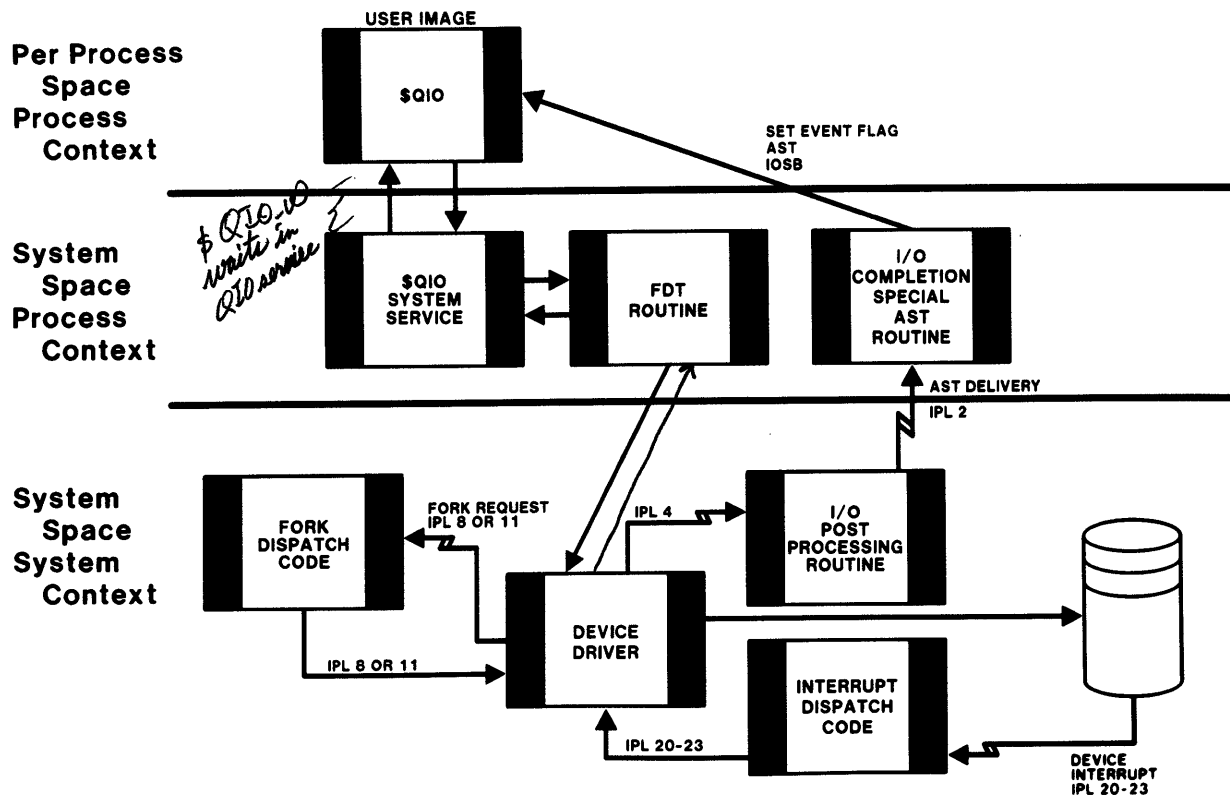 USER IMAGE
Per Process
Space
Process
Context
$QIO
SET EVENT FLAG
AST
IOSB
$ QIO_W
waits in
QIO service
System
Space
Process
Context
$QIO
SYSTEM
SERVICE
FDT
ROUTINE
I/O
COMPLETION
SPECIAL
AST
ROUTINE
AST DELIVERY
IPL 2
System
Space
System
Context
FORK
DISPATCH
CODE
FORK REQUEST
IPL 8 OR 11
IPL 4
I/O
POST
PROCESSING
ROUTINE
DEVICE
DRIVER
IPL 8 OR 11
INTERRUPT
DISPATCH
CODE
IPL 20-23
DEVICE
INTERRUPT
IPL 20-23